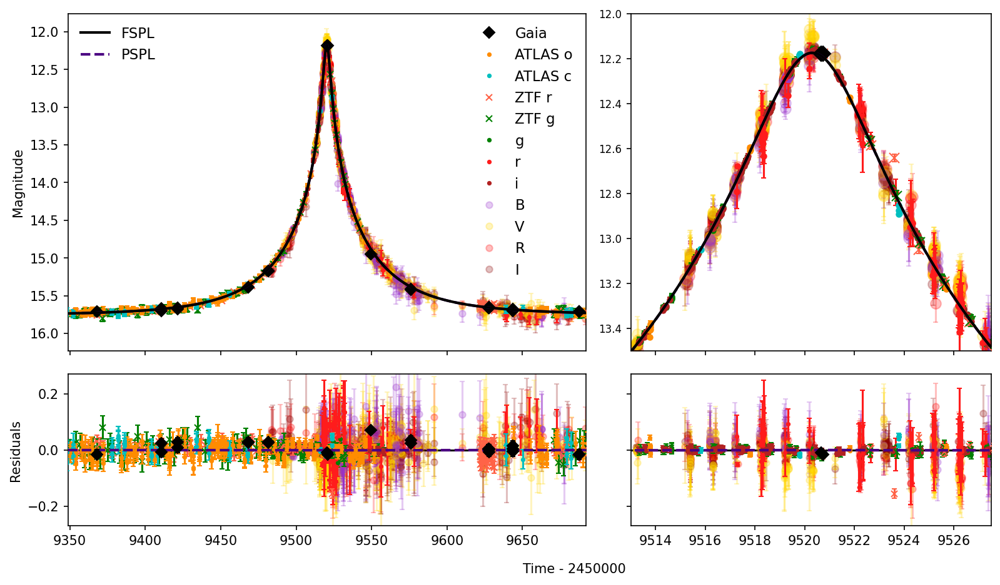 Magnitude
12.0
12.5
13.0
13.5
14.0
14.5
15.0
15.5
16.0
FSPL
PSPL
Gaia
ATLAS o
ATLAS c
ZTF r
ZTF g
g
r
i
B
V
R
I
12.0
12.2
12.4
12.6
12.8
13.0
13.2
13.4
Residuals
0.2
0.0
−0.2
9350 9400 9450 9500 9550 9600 9650
9514 9516 9518 9520 9522 9524 9526
Time - 2450000